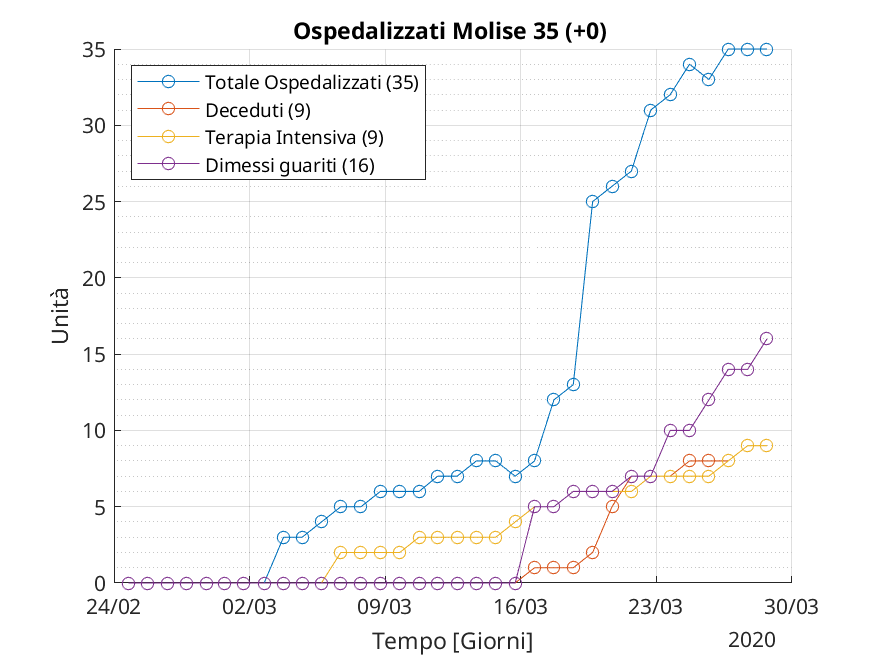 Ospedalizzati Molise 35 (+0)
35
30
25
20
15
10
5
0
Unità
Totale Ospedalizzati (35)
Deceduti (9)
Terapia Intensiva (9)
Dimessi guariti (16)
24/02 02/03 09/03 16/03 23/03 30/03
Tempo [Giorni]
2020